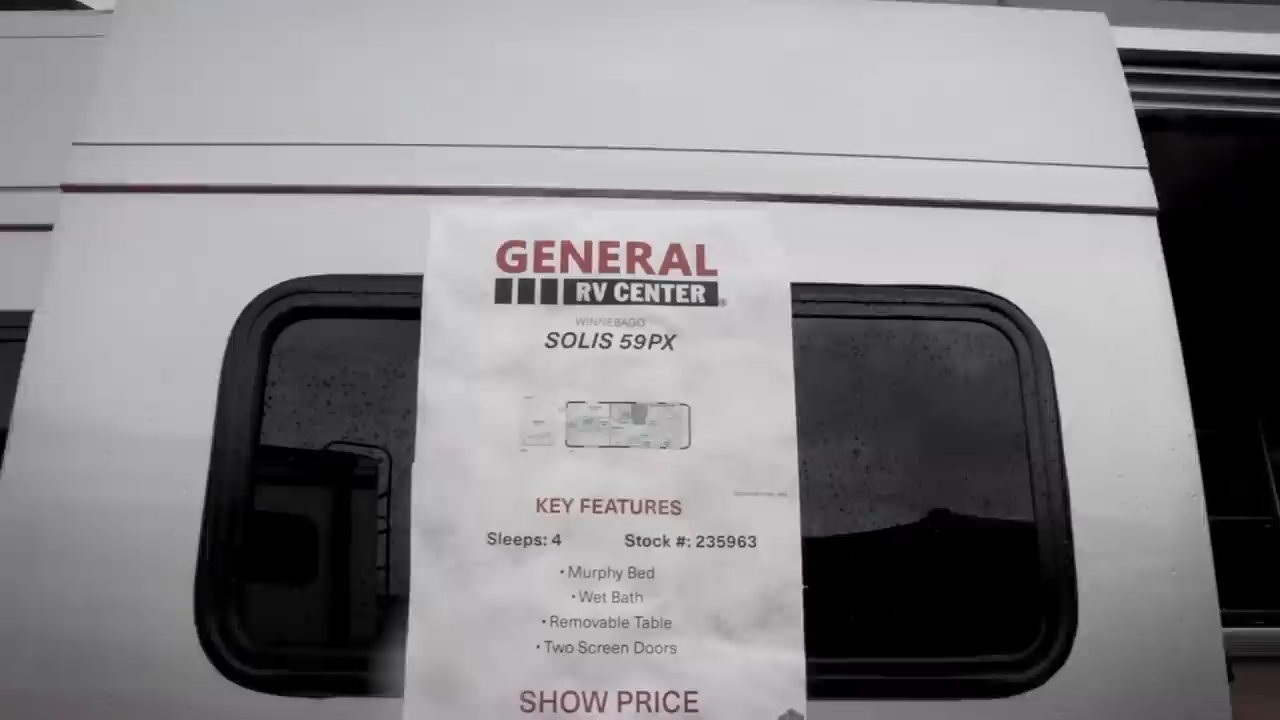 GENERAL
RV CENTER
WINNEBAGO
SOLIS 59PX
KEY FEATURES
Sleeps: 4 Stock #: 235963
• Murphy Bed
• Wet Bath
• Removable Table
• Two Screen Doors
SHOW PRICE